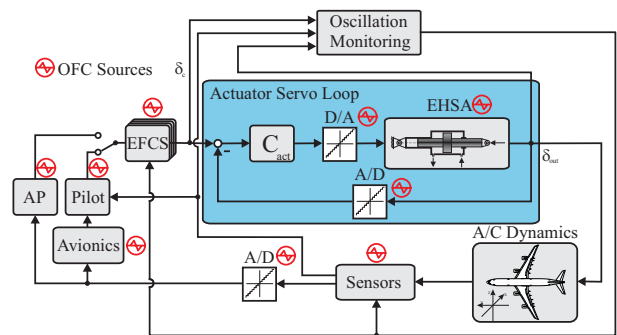 Oscillation
Monitoring
OFC Sources
δc
Actuator Servo Loop
D/A
EHSA
EFCS
-
Cact
δout
A/D
AP
Pilot
A/C Dynamics
Avionics
A/D
Sensors